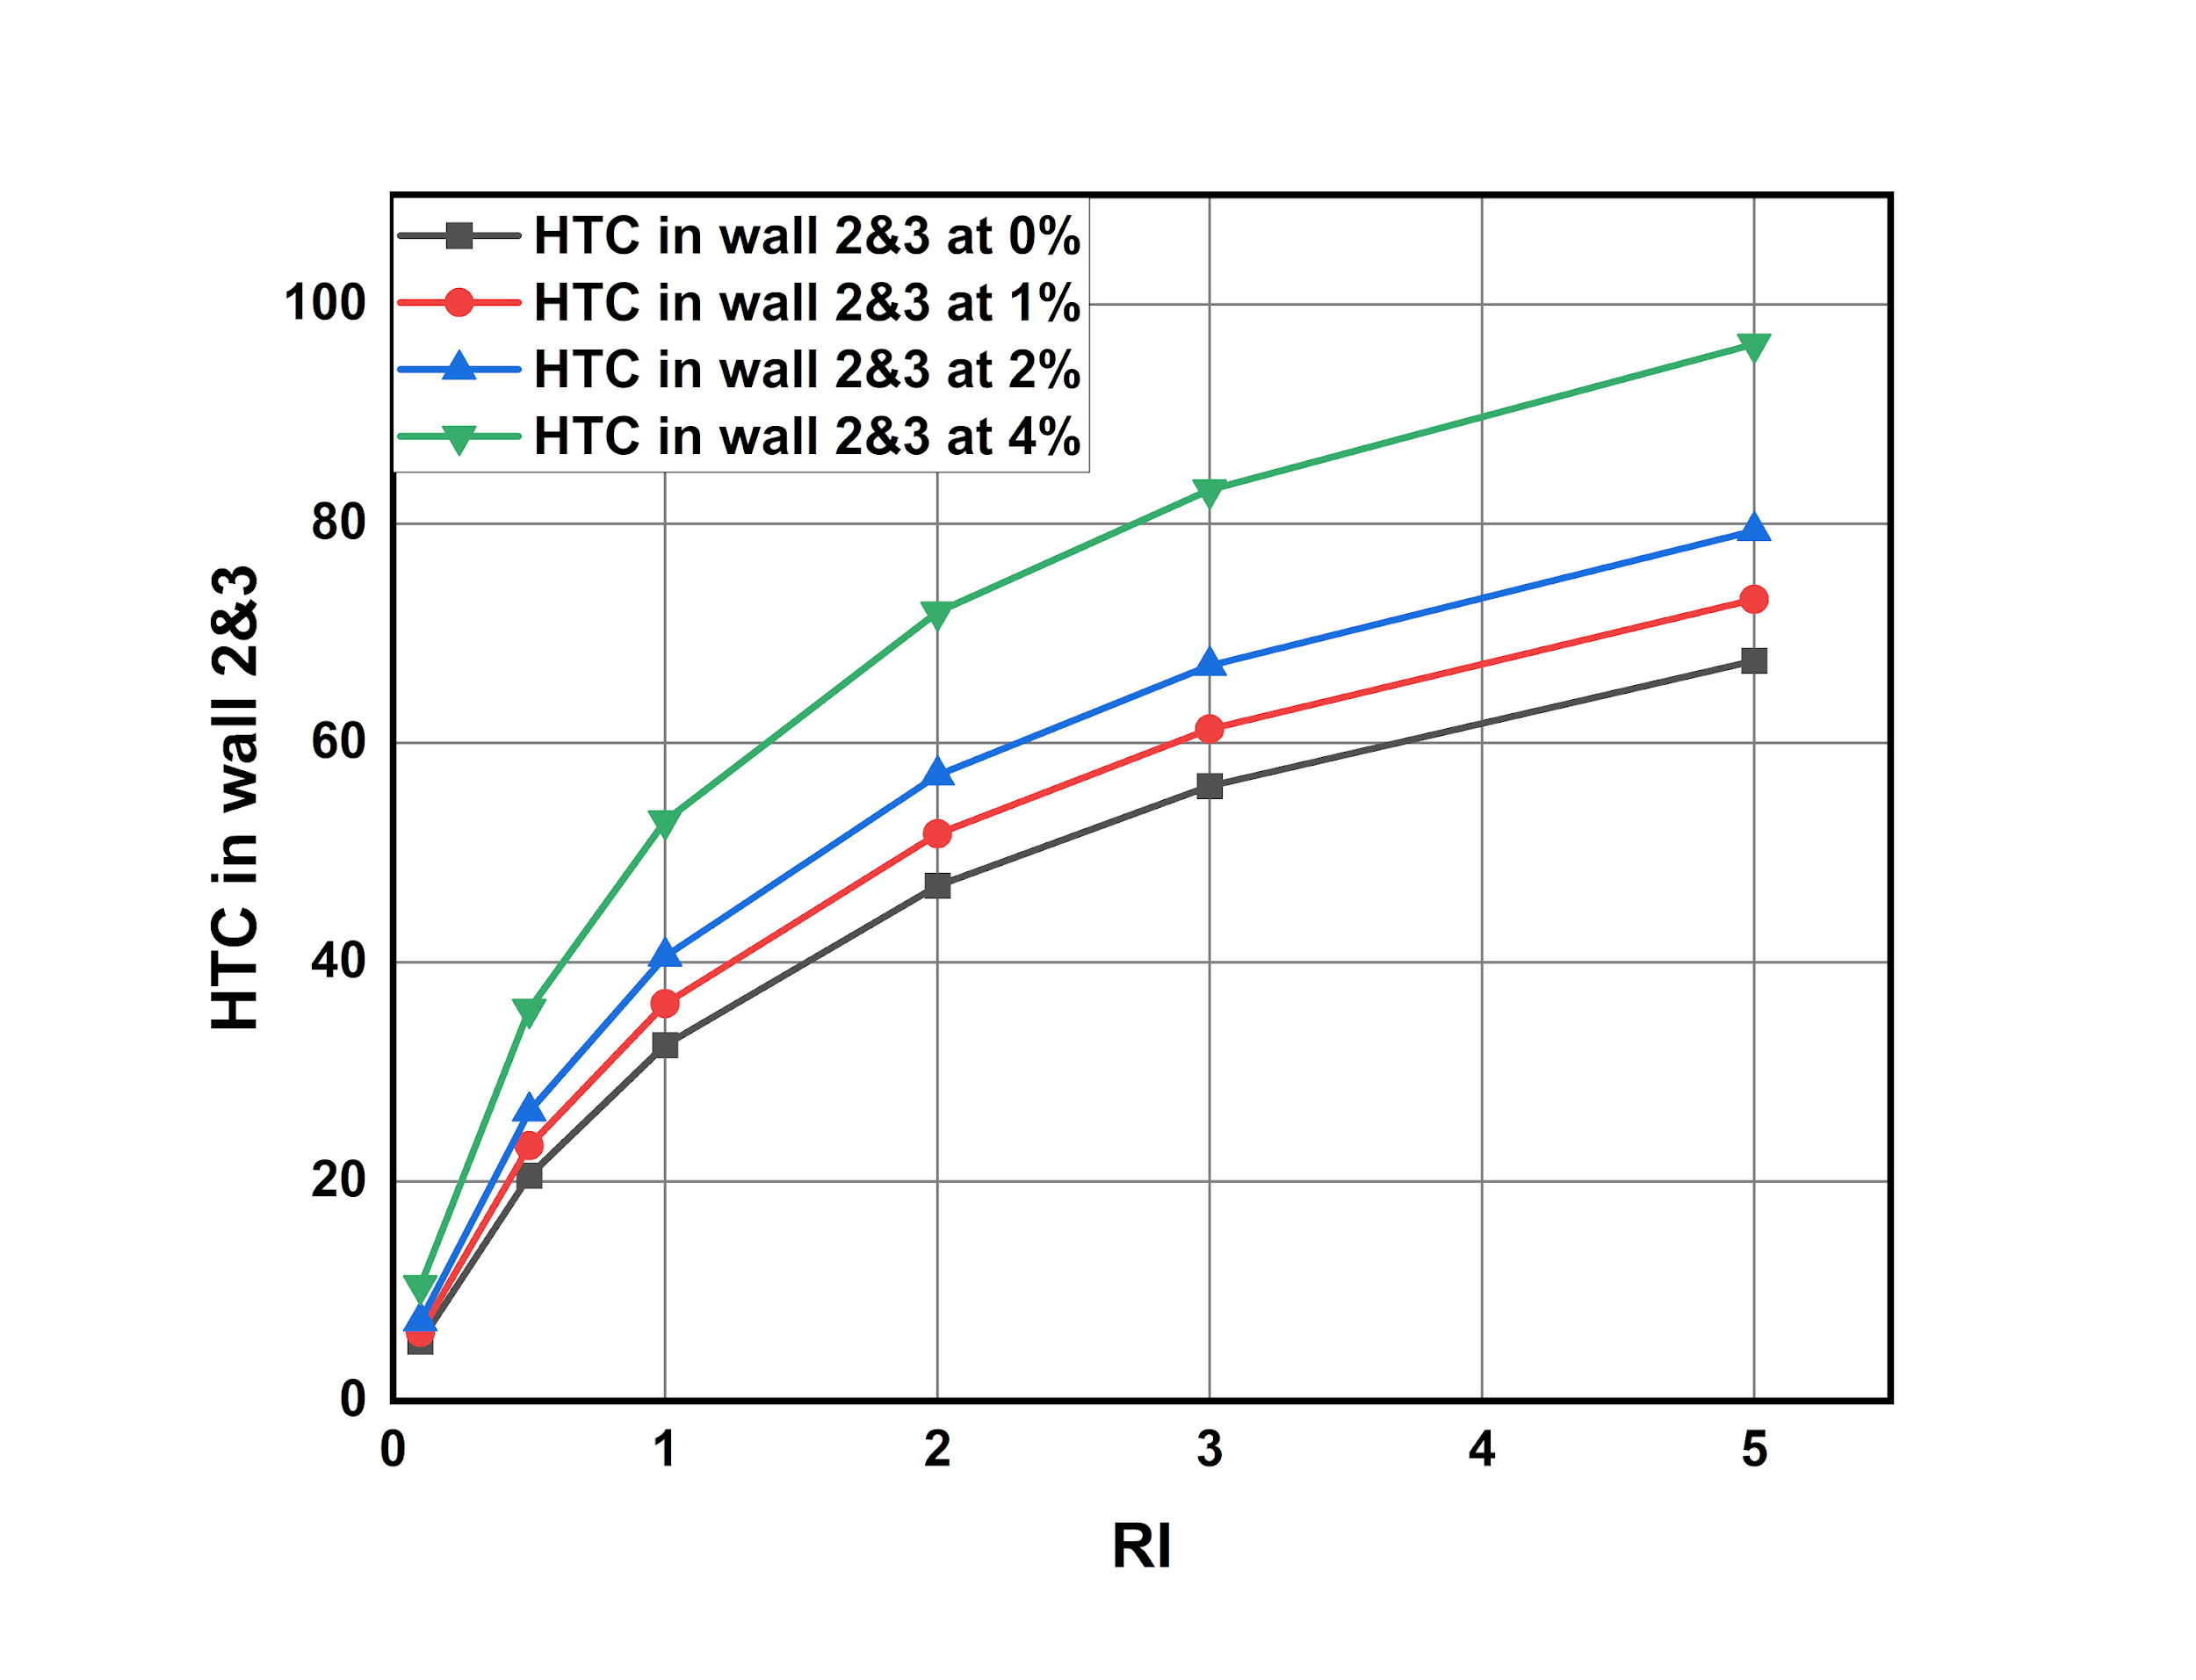 HTC in wall 2&3 at 0%
HTC in wall 2&3 at 1%
HTC in wall 2&3 at 2%
HTC in wall 2&3 at 4%
100
80
60
40
20
0
HTC in wall 2&3
0 1 2 3 4 5
RI